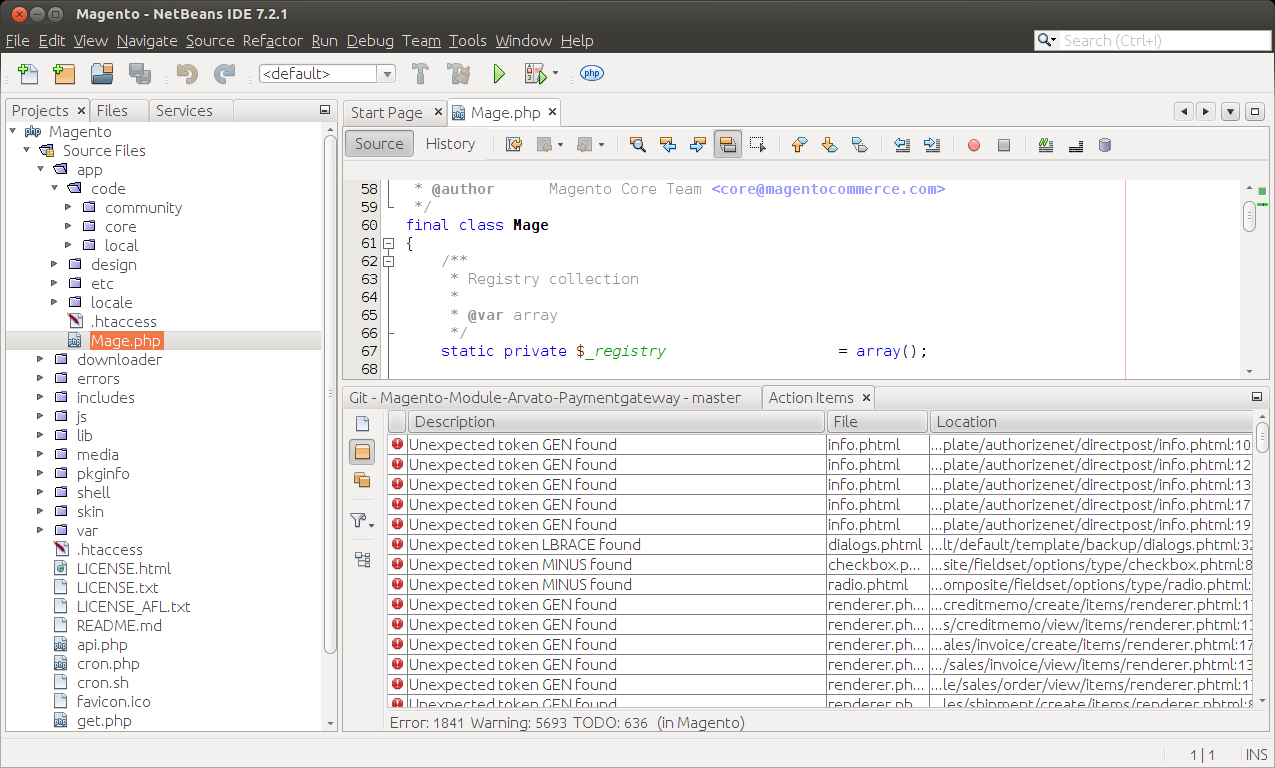 Magento - NetBeans IDE 7.2.1
File Edit View Navigate Source Refactor Run Debug Team Tools Window Help
Search (Ctrl+I)
<default>
php
Projects Files Services
Magento
Source Files
app
code
community
core
local
design
etc
locale
.htaccess
Mage.php
downloader
errors
includes
js
lib
media
pkginfo
shell
skin
var
.htaccess
LICENSE.html
LICENSE.txt
LICENSE_AFL.txt
README.md
api.php
cron.php
cron.sh
favicon.ico
get.php
Start Page Mage.php
Source History
58 * @author Magento Core Team <core@magentocommerce.com>
59 */
60 final class Mage
61 {
62 /**
63 * Registry collection
64 *
65 * @var array
66 */
67 static private $_registry = array();
68
Git - Magento-Module-Arvato-Paymentgateway - master Action Items
Description File Location
Unexpected token GEN found info.phtml ...plate/authorizenet/directpost/info.phtml:10
Unexpected token GEN found info.phtml ...plate/authorizenet/directpost/info.phtml:12
Unexpected token GEN found info.phtml ...plate/authorizenet/directpost/info.phtml:13
Unexpected token GEN found info.phtml ...plate/authorizenet/directpost/info.phtml:17
Unexpected token GEN found info.phtml ...plate/authorizenet/directpost/info.phtml:19
Unexpected token LBRACE found dialogs.phtml ...lt/default/template/backup/dialogs.phtml:32
Unexpected token MINUS found checkbox.p... ...site/fieldset/options/type/checkbox.phtml:8
Unexpected token MINUS found radio.phtml ...omposite/fieldset/options/type/radio.phtml:
Unexpected token GEN found renderer.ph... ...creditmemo/create/items/renderer.phtml:17
Unexpected token GEN found renderer.ph... ...s/creditmemo/view/items/renderer.phtml:13
Unexpected token GEN found renderer.ph... ...ales/invoice/create/items/renderer.phtml:17
Unexpected token GEN found renderer.ph... .../sales/invoice/view/items/renderer.phtml:13
Unexpected token GEN found renderer.ph... ...le/sales/order/view/items/renderer.phtml:17
Unexpected token GEN found renderer.ph... ...les/shipment/create/items/renderer.phtml:8
Error: 1841 Warning: 5693 TODO: 636 (in Magento)
1 | 1 INS